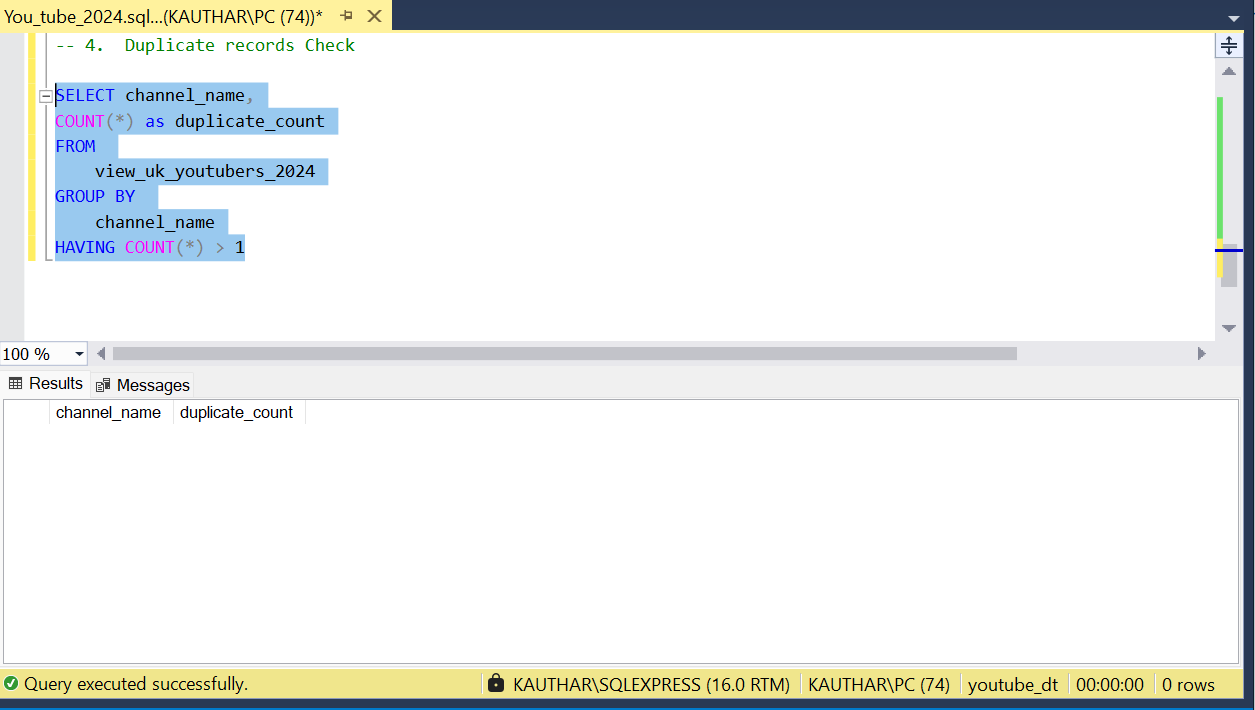 You_tube_2024.sql...(KAUTHAR\PC (74))*
-- 4.  Duplicate records Check
SELECT channel_name,
COUNT(*) as duplicate_count
FROM
view_uk_youtubers_2024
GROUP BY
channel_name
HAVING COUNT(*) > 1
100 %
Results Messages
channel_name duplicate_count
Query executed successfully. KAUTHAR\SQLEXPRESS (16.0 RTM) KAUTHAR\PC (74) youtube_dt 00:00:00 0 rows